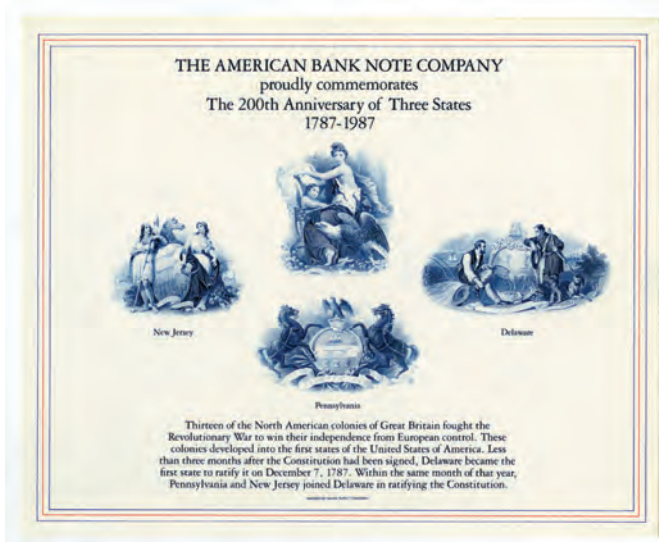 THE AMERICAN BANK NOTE COMPANY
proudly commemorates
The 200th Anniversary of Three States
1787-1987
New Jersey
Delaware
Pennsylvania
Thirteen of the North American colonies of Great Britain fought the
Revolutionary War to win their independence from European control. These
colonies developed into the first states of the United States of America. Less
than three months after the Constitution had been signed, Delaware became the
first state to ratify it on December 7, 1787. Within the same month of that year,
Pennsylvania and New Jersey joined Delaware in ratifying the Constitution.